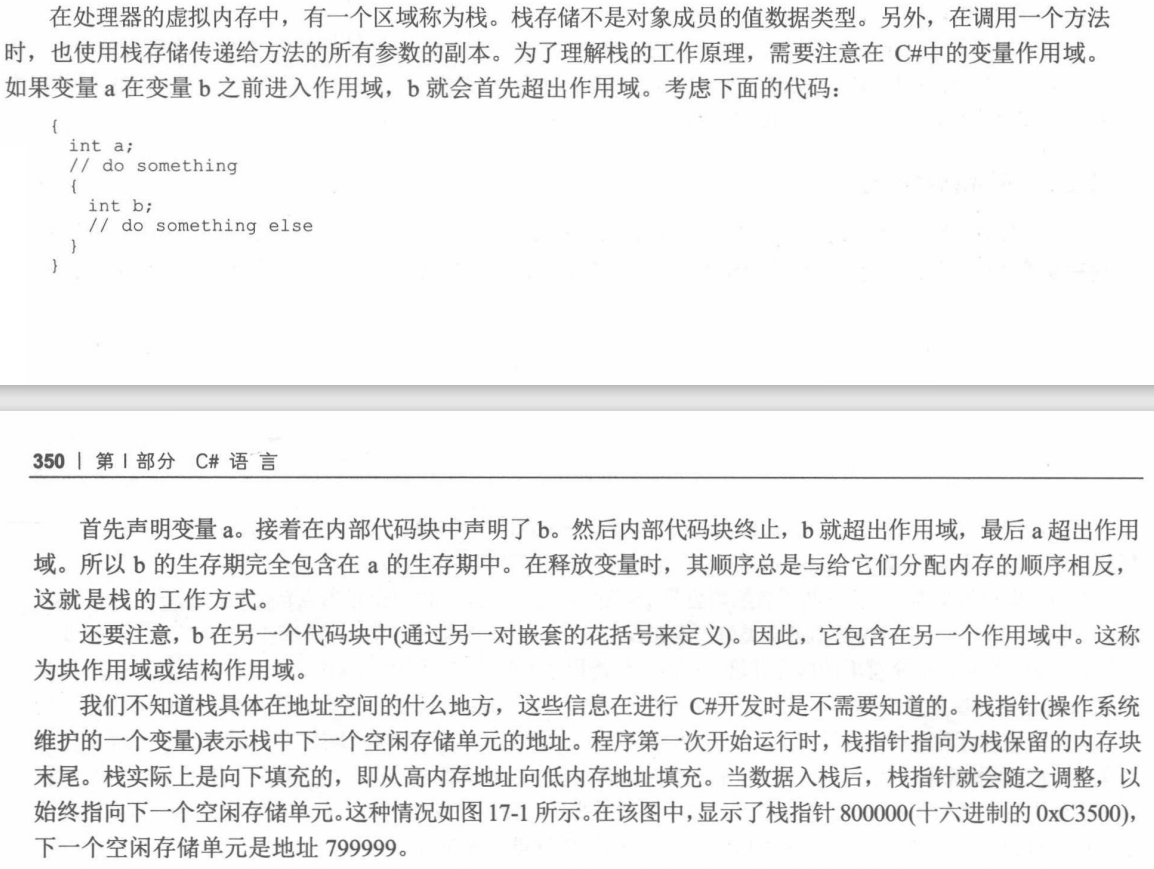 在处理器的虚拟内存中，有一个区域称为栈。栈存储不是对象成员的值数据类型。另外，在调用一个方法
时，也使用栈存储传递给方法的所有参数的副本。为了理解栈的工作原理，需要注意在 C#中的变量作用域。
如果变量 a 在变量 b 之前进入作用域，b 就会首先超出作用域。考虑下面的代码：
{
int a;
// do something
{
int b;
// do something else
}
}
350 | 第 I 部分 C# 语 言
首先声明变量 a。接着在内部代码块中声明了 b。然后内部代码块终止，b 就超出作用域，最后 a 超出作用
域。所以 b 的生存期完全包含在 a 的生存期中。在释放变量时，其顺序总是与给它们分配内存的顺序相反，
这就是栈的工作方式。
还要注意，b 在另一个代码块中(通过另一对嵌套的花括号来定义)。因此，它包含在另一个作用域中。这称
为块作用域或结构作用域。
我们不知道栈具体在地址空间的什么地方，这些信息在进行 C#开发时是不需要知道的。栈指针(操作系统
维护的一个变量)表示栈中下一个空闲存储单元的地址。程序第一次开始运行时，栈指针指向为栈保留的内存块
末尾。栈实际上是向下填充的，即从高内存地址向低内存地址填充。当数据入栈后，栈指针就会随之调整，以
始终指向下一个空闲存储单元。这种情况如图 17-1 所示。在该图中，显示了栈指针 800000(十六进制的 0xC3500)，
下一个空闲存储单元是地址 799999。